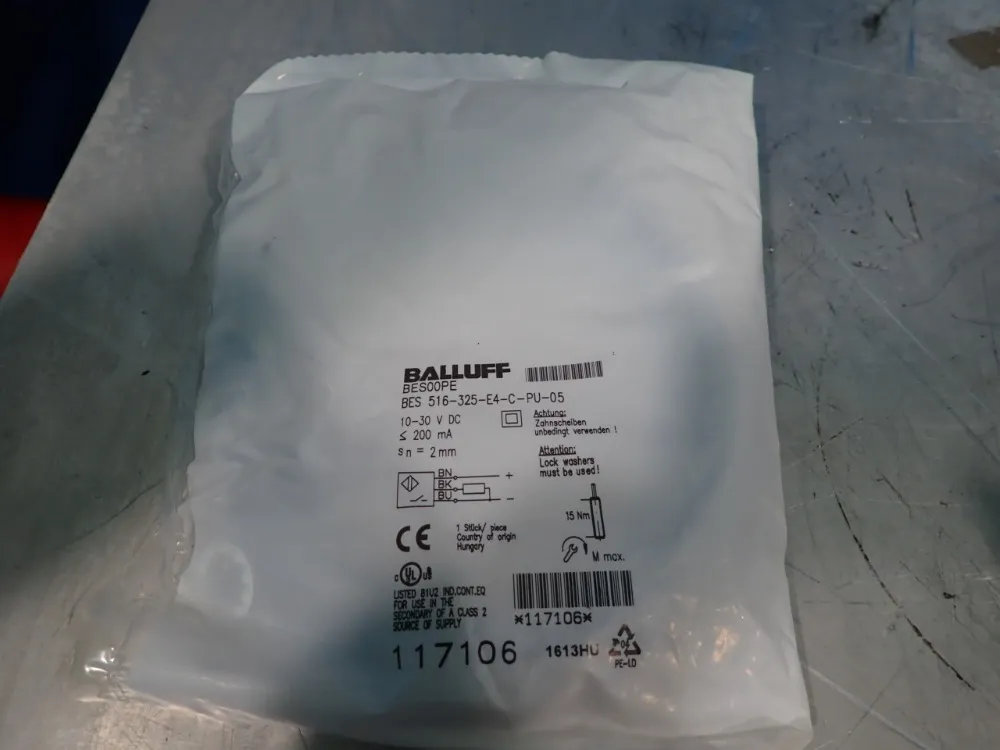 BALLUFF
BES00PE
BES 516-325-E4-C-PU-05
10-30 V DC
≤ 200 mA
sn = 2mm
Achtung:
Zahnscheiben
unbedingt verwenden !
Attention:
Lock washers
must be used!
BN
+
BK
BU
−
15 Nm
M max.
CE
1 Stück/ piece
Country of origin
Hungary
c UL us
LISTED 81U2 IND.CONT.EQ
FOR USE IN THE
SECONDARY OF A CLASS 2
SOURCE OF SUPPLY
*117106*
117106
1613HU
04
PE-LD